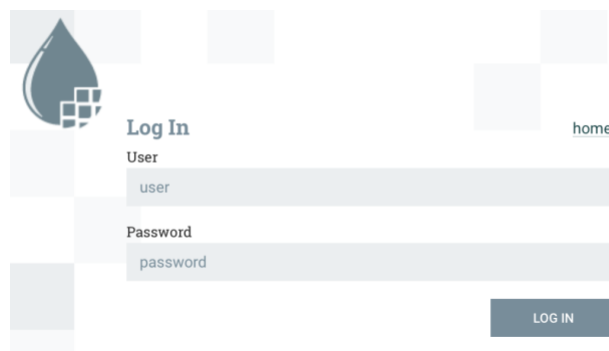 Log In
home
User
user
Password
password
LOG IN